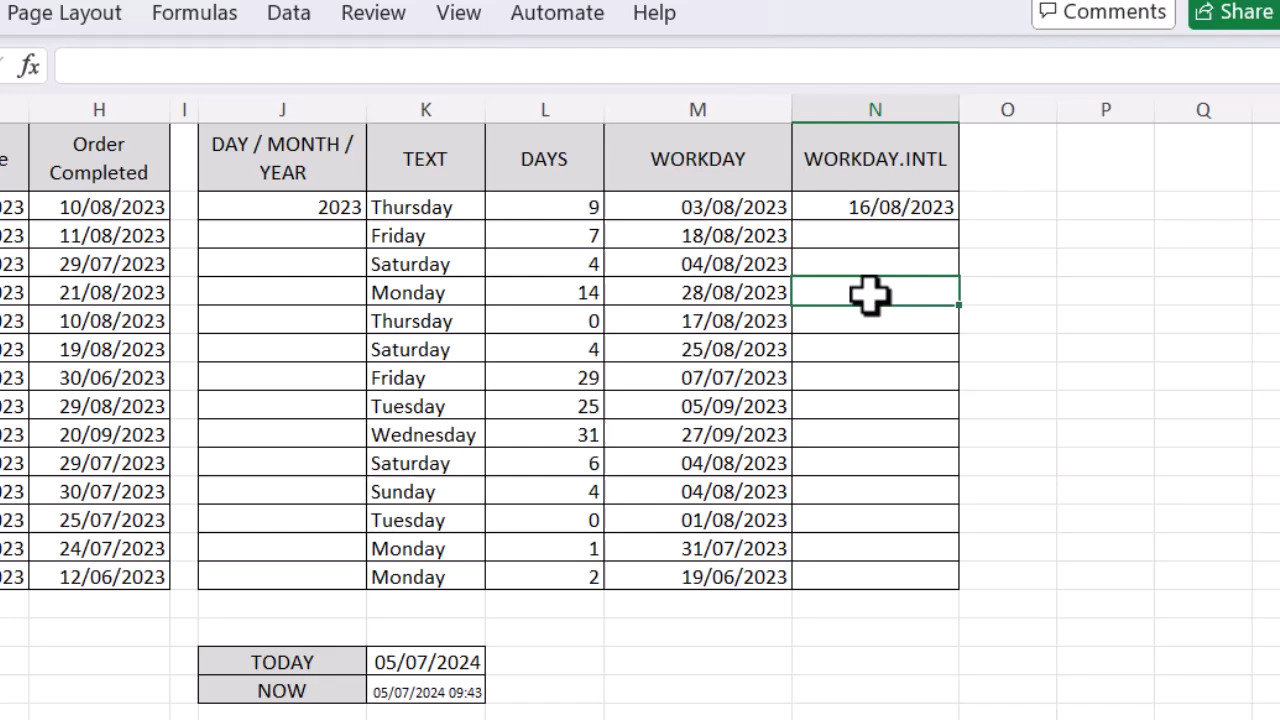 Page Layout Formulas Data Review View Automate Help Comments Share
fx
H I J K L M N O P Q
e Order Completed DAY / MONTH / YEAR TEXT DAYS WORKDAY WORKDAY.INTL
023 10/08/2023 2023 Thursday 9 03/08/2023 16/08/2023
023 11/08/2023 Friday 7 18/08/2023
023 29/07/2023 Saturday 4 04/08/2023
023 21/08/2023 Monday 14 28/08/2023
023 10/08/2023 Thursday 0 17/08/2023
023 19/08/2023 Saturday 4 25/08/2023
023 30/06/2023 Friday 29 07/07/2023
023 29/08/2023 Tuesday 25 05/09/2023
023 20/09/2023 Wednesday 31 27/09/2023
023 29/07/2023 Saturday 6 04/08/2023
023 30/07/2023 Sunday 4 04/08/2023
023 25/07/2023 Tuesday 0 01/08/2023
023 24/07/2023 Monday 1 31/07/2023
023 12/06/2023 Monday 2 19/06/2023
TODAY 05/07/2024
NOW 05/07/2024 09:43